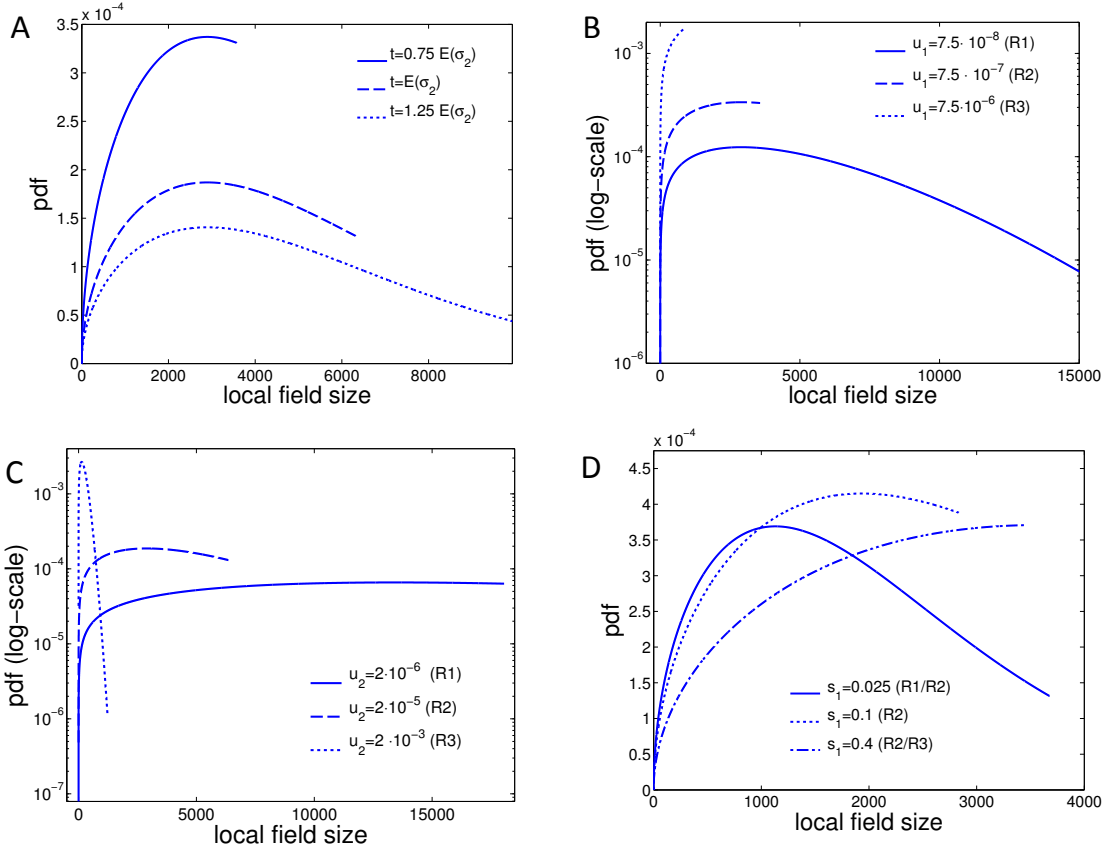 A
x 10⁻⁴
3.5
3
2.5
2
1.5
1
0.5
0
pdf
t=0.75 E(σ₂)
t=E(σ₂)
t=1.25 E(σ₂)
0 2000 4000 6000 8000
local field size
B
10⁻³
10⁻⁴
10⁻⁵
10⁻⁶
pdf (log−scale)
u₁=7.5· 10⁻⁸ (R1)
u₁=7.5 · 10⁻⁷ (R2)
u₁=7.5·10⁻⁶ (R3)
0 5000 10000 15000
local field size
C
10⁻³
10⁻⁴
10⁻⁵
10⁻⁶
10⁻⁷
pdf (log−scale)
u₂=2·10⁻⁶ (R1)
u₂=2·10⁻⁵ (R2)
u₂=2 ·10⁻³ (R3)
0 5000 10000 15000
local field size
D
x 10⁻⁴
4.5
4
3.5
3
2.5
2
1.5
1
0.5
0
pdf
s₁=0.025 (R1/R2)
s₁=0.1 (R2)
s₁=0.4 (R2/R3)
0 1000 2000 3000 4000
local field size